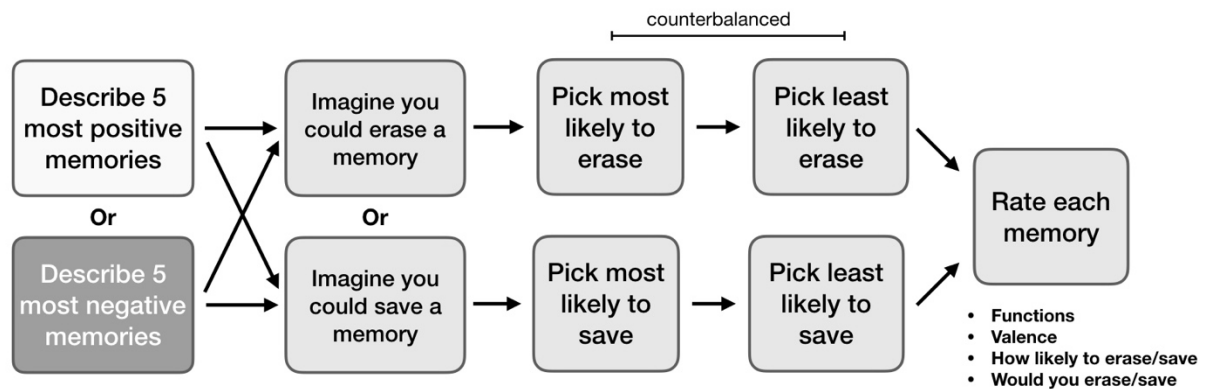 counterbalanced
Describe 5
most positive
memories
Or
Describe 5
most negative
memories
Imagine you
could erase a
memory
Or
Imagine you
could save a
memory
Pick most
likely to
erase
Pick least
likely to
erase
Pick most
likely to
save
Pick least
likely to
save
Rate each
memory
• Functions
• Valence
• How likely to erase/save
• Would you erase/save